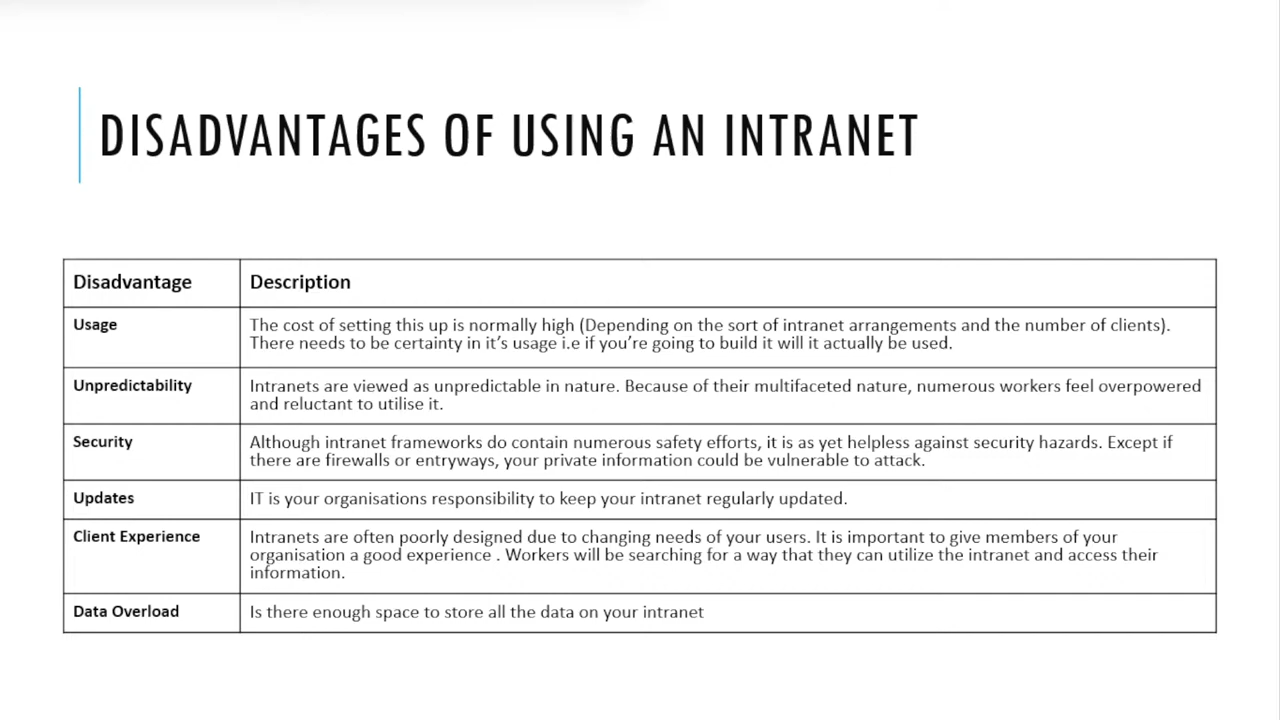 DISADVANTAGES OF USING AN INTRANET
Disadvantage Description
Usage The cost of setting this up is normally high (Depending on the sort of intranet arrangements and the number of clients).
There needs to be certainty in it’s usage i.e if you’re going to build it will it actually be used.
Unpredictability Intranets are viewed as unpredictable in nature. Because of their multifaceted nature, numerous workers feel overpowered
and reluctant to utilise it.
Security Although intranet frameworks do contain numerous safety efforts, it is as yet helpless against security hazards. Except if
there are firewalls or entryways, your private information could be vulnerable to attack.
Updates IT is your organisations responsibility to keep your intranet regularly updated.
Client Experience Intranets are often poorly designed due to changing needs of your users. It is important to give members of your
organisation a good experience . Workers will be searching for a way that they can utilize the intranet and access their
information.
Data Overload Is there enough space to store all the data on your intranet